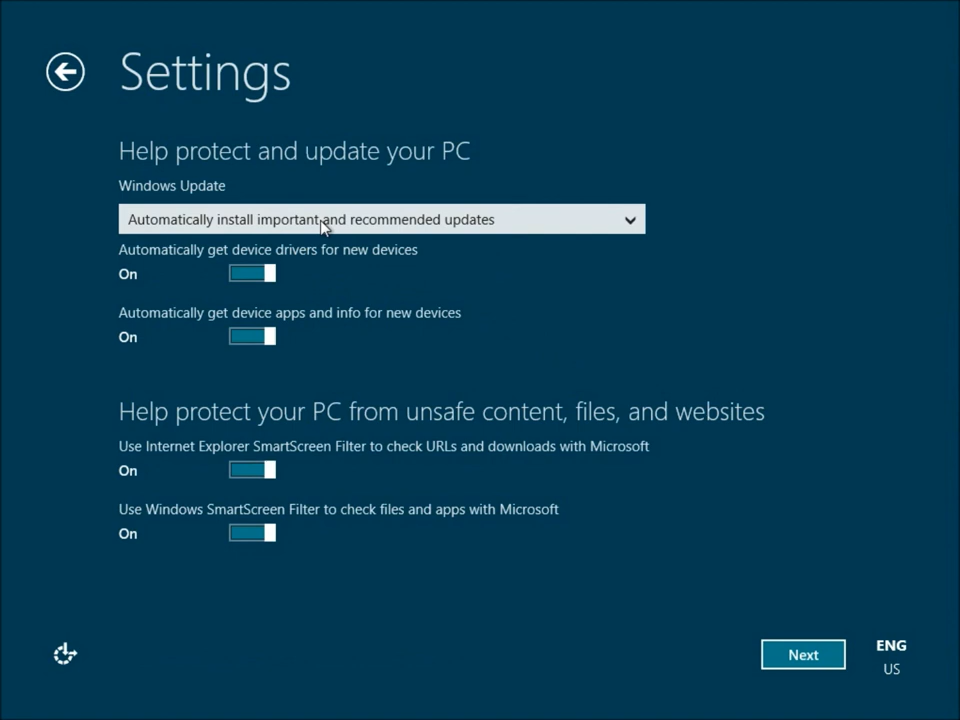 Settings
Help protect and update your PC
Windows Update
Automatically install important and recommended updates
Automatically get device drivers for new devices
On
Automatically get device apps and info for new devices
On
Help protect your PC from unsafe content, files, and websites
Use Internet Explorer SmartScreen Filter to check URLs and downloads with Microsoft
On
Use Windows SmartScreen Filter to check files and apps with Microsoft
On
Next
ENG
US